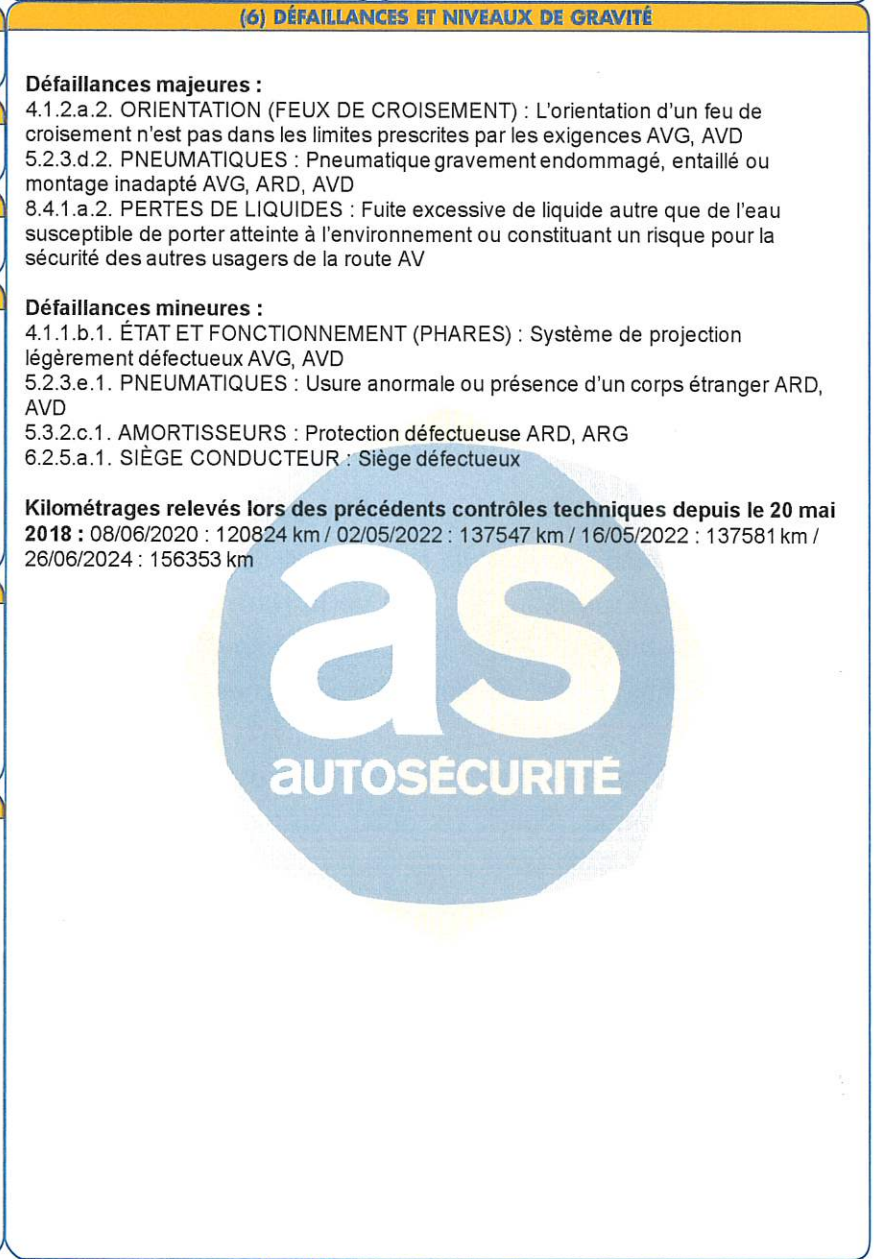 (6) DÉFAILLANCES ET NIVEAUX DE GRAVITÉ
Défaillances majeures :
4.1.2.a.2. ORIENTATION (FEUX DE CROISEMENT) : L'orientation d'un feu de
croisement n'est pas dans les limites prescrites par les exigences AVG, AVD
5.2.3.d.2. PNEUMATIQUES : Pneumatique gravement endommagé, entaillé ou
montage inadapté AVG, ARD, AVD
8.4.1.a.2. PERTES DE LIQUIDES : Fuite excessive de liquide autre que de l'eau
susceptible de porter atteinte à l'environnement ou constituant un risque pour la
sécurité des autres usagers de la route AV
Défaillances mineures :
4.1.1.b.1. ÉTAT ET FONCTIONNEMENT (PHARES) : Système de projection
légèrement défectueux AVG, AVD
5.2.3.e.1. PNEUMATIQUES : Usure anormale ou présence d'un corps étranger ARD,
AVD
5.3.2.c.1. AMORTISSEURS : Protection défectueuse ARD, ARG
6.2.5.a.1. SIÈGE CONDUCTEUR : Siège défectueux
Kilométrages relevés lors des précédents contrôles techniques depuis le 20 mai
2018 : 08/06/2020 : 120824 km / 02/05/2022 : 137547 km / 16/05/2022 : 137581 km /
26/06/2024 : 156353 km
as
aUTOSÉCURITÉ